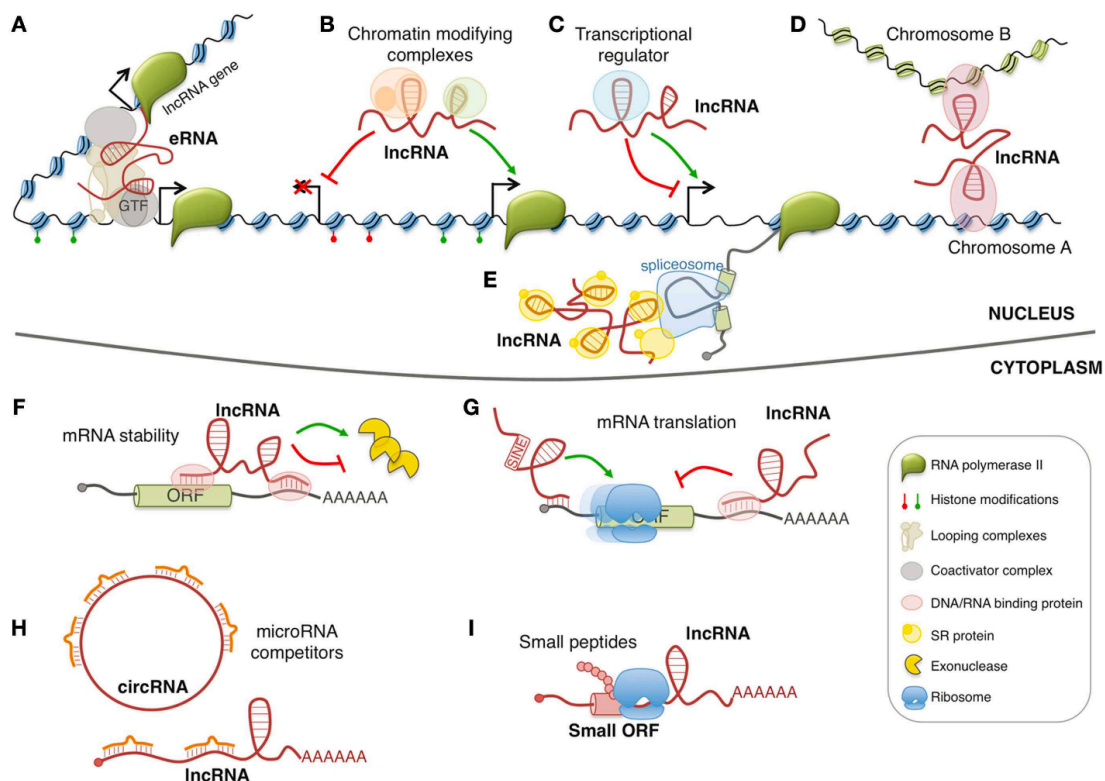 A
lncRNA gene
eRNA
GTF
B
Chromatin modifying
complexes
lncRNA
C
Transcriptional
regulator
lncRNA
D
Chromosome B
lncRNA
Chromosome A
E
spliceosome
lncRNA
NUCLEUS
CYTOPLASM
F
lncRNA
mRNA stability
ORF
AAAAAA
G
mRNA translation
lncRNA
SINE
ORF
AAAAAA
H
microRNA
competitors
circRNA
AAAAAA
lncRNA
I
Small peptides
lncRNA
AAAAAA
Small ORF
RNA polymerase II
Histone modifications
Looping complexes
Coactivator complex
DNA/RNA binding protein
SR protein
Exonuclease
Ribosome